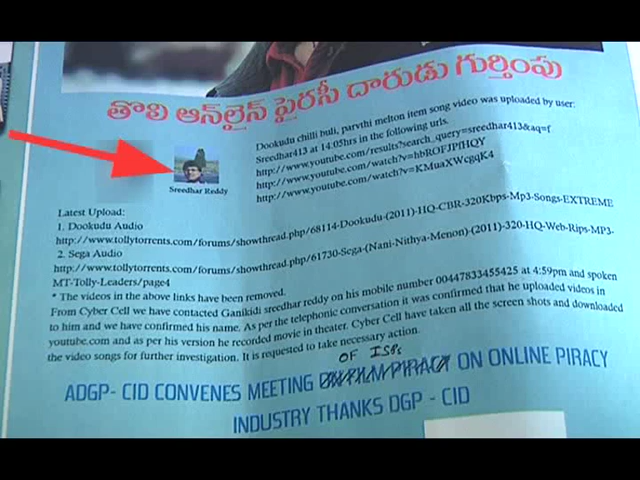 తొలి ఆన్‌లైన్ పైరసీ దారుడు గుర్తింపు
Dookudu chilli buli, parvthi melton item song video was uploaded by user:
Sreedhar413 at 14:05hrs in the following urls.
http://www.youtube.com/results?search_query=sreedhar413&aq=f
http://www.youtube.com/watch?v=hbROFJPfHQY
http://www.youtube.com/watch?v=KMuaXWcgqK4
Sreedhar Reddy
Latest Upload:
1. Dookudu Audio
http://www.tollytorrents.com/forums/showthread.php/68114-Dookudu-(2011)-HQ-CBR-320Kbps-Mp3-Songs-EXTREME
2. Sega Audio
http://www.tollytorrents.com/forums/showthread.php/61730-Sega-(Nani-Nithya-Menon)-(2011)-320-HQ-Web-Rips-MP3-
MT-Tolly-Leaders/page4
* The videos in the above links have been removed.
From Cyber Cell we have contacted Ganikidi sreedhar reddy on his mobile number 00447833455425 at 4:59pm and spoken
to him and we have confirmed his name. As per the telephonic conversation it was confirmed that he uploaded videos in
youtube.com and as per his version he recorded movie in theater. Cyber Cell have taken all the screen shots and downloaded
the video songs for further investigation. It is requested to take necessary action.
OF ISPs
ADGP- CID CONVENES MEETING ON FILM PIRACY ON ONLINE PIRACY
INDUSTRY THANKS DGP - CID